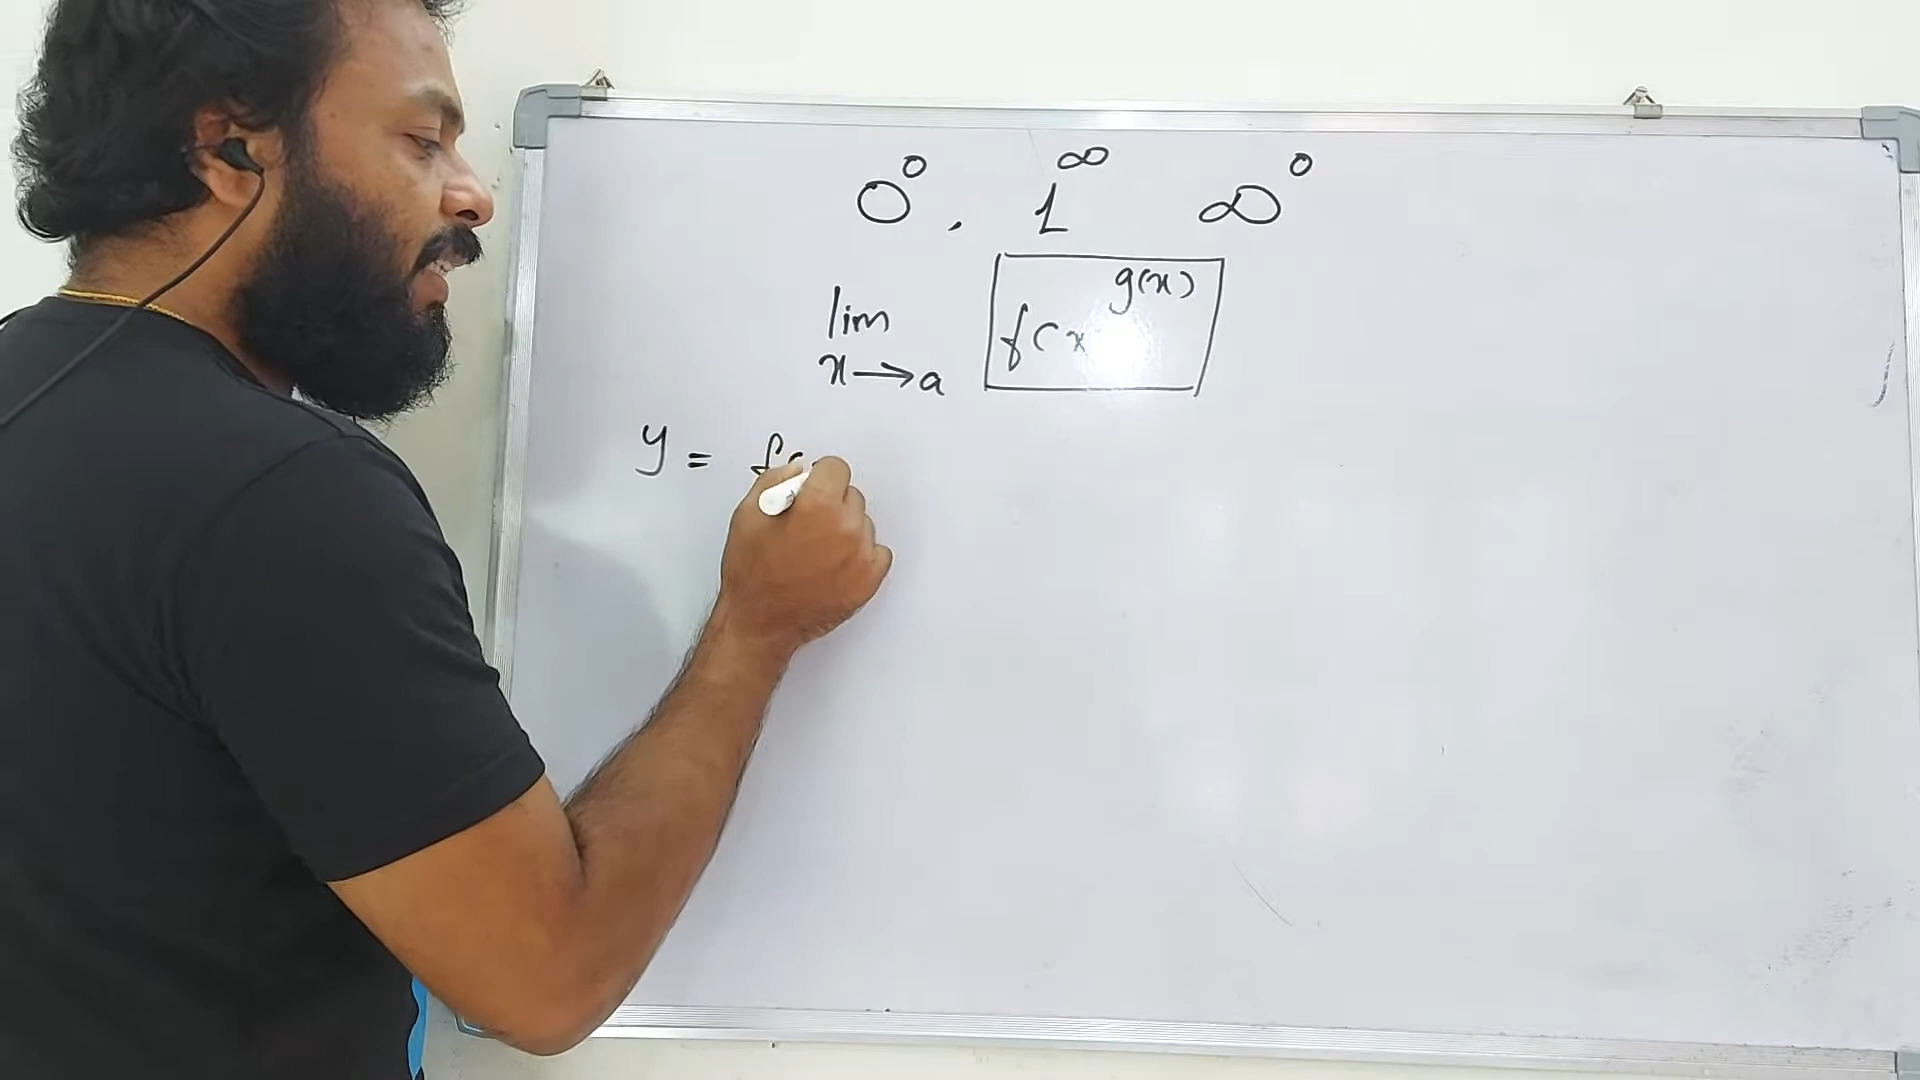 0⁰ , 1^∞ ∞⁰
lim x→a f(x g(x)
y = f(